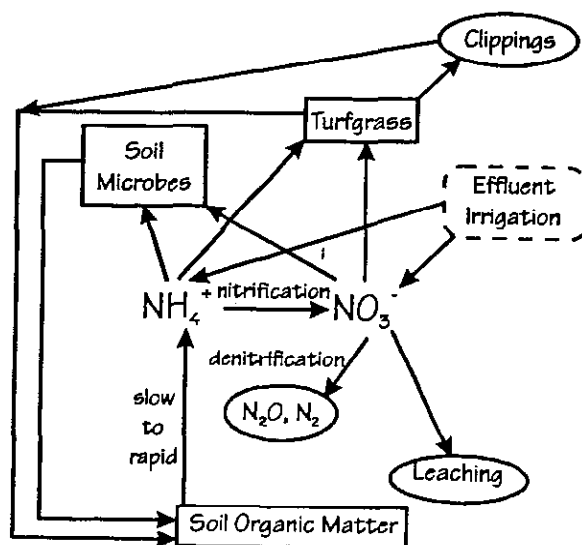 Clippings
Turfgrass
Soil
Microbes
Effluent
Irrigation
i
NH₄⁺
nitrification
NO₃⁻
denitrification
N₂O, N₂
slow
to
rapid
Leaching
Soil Organic Matter